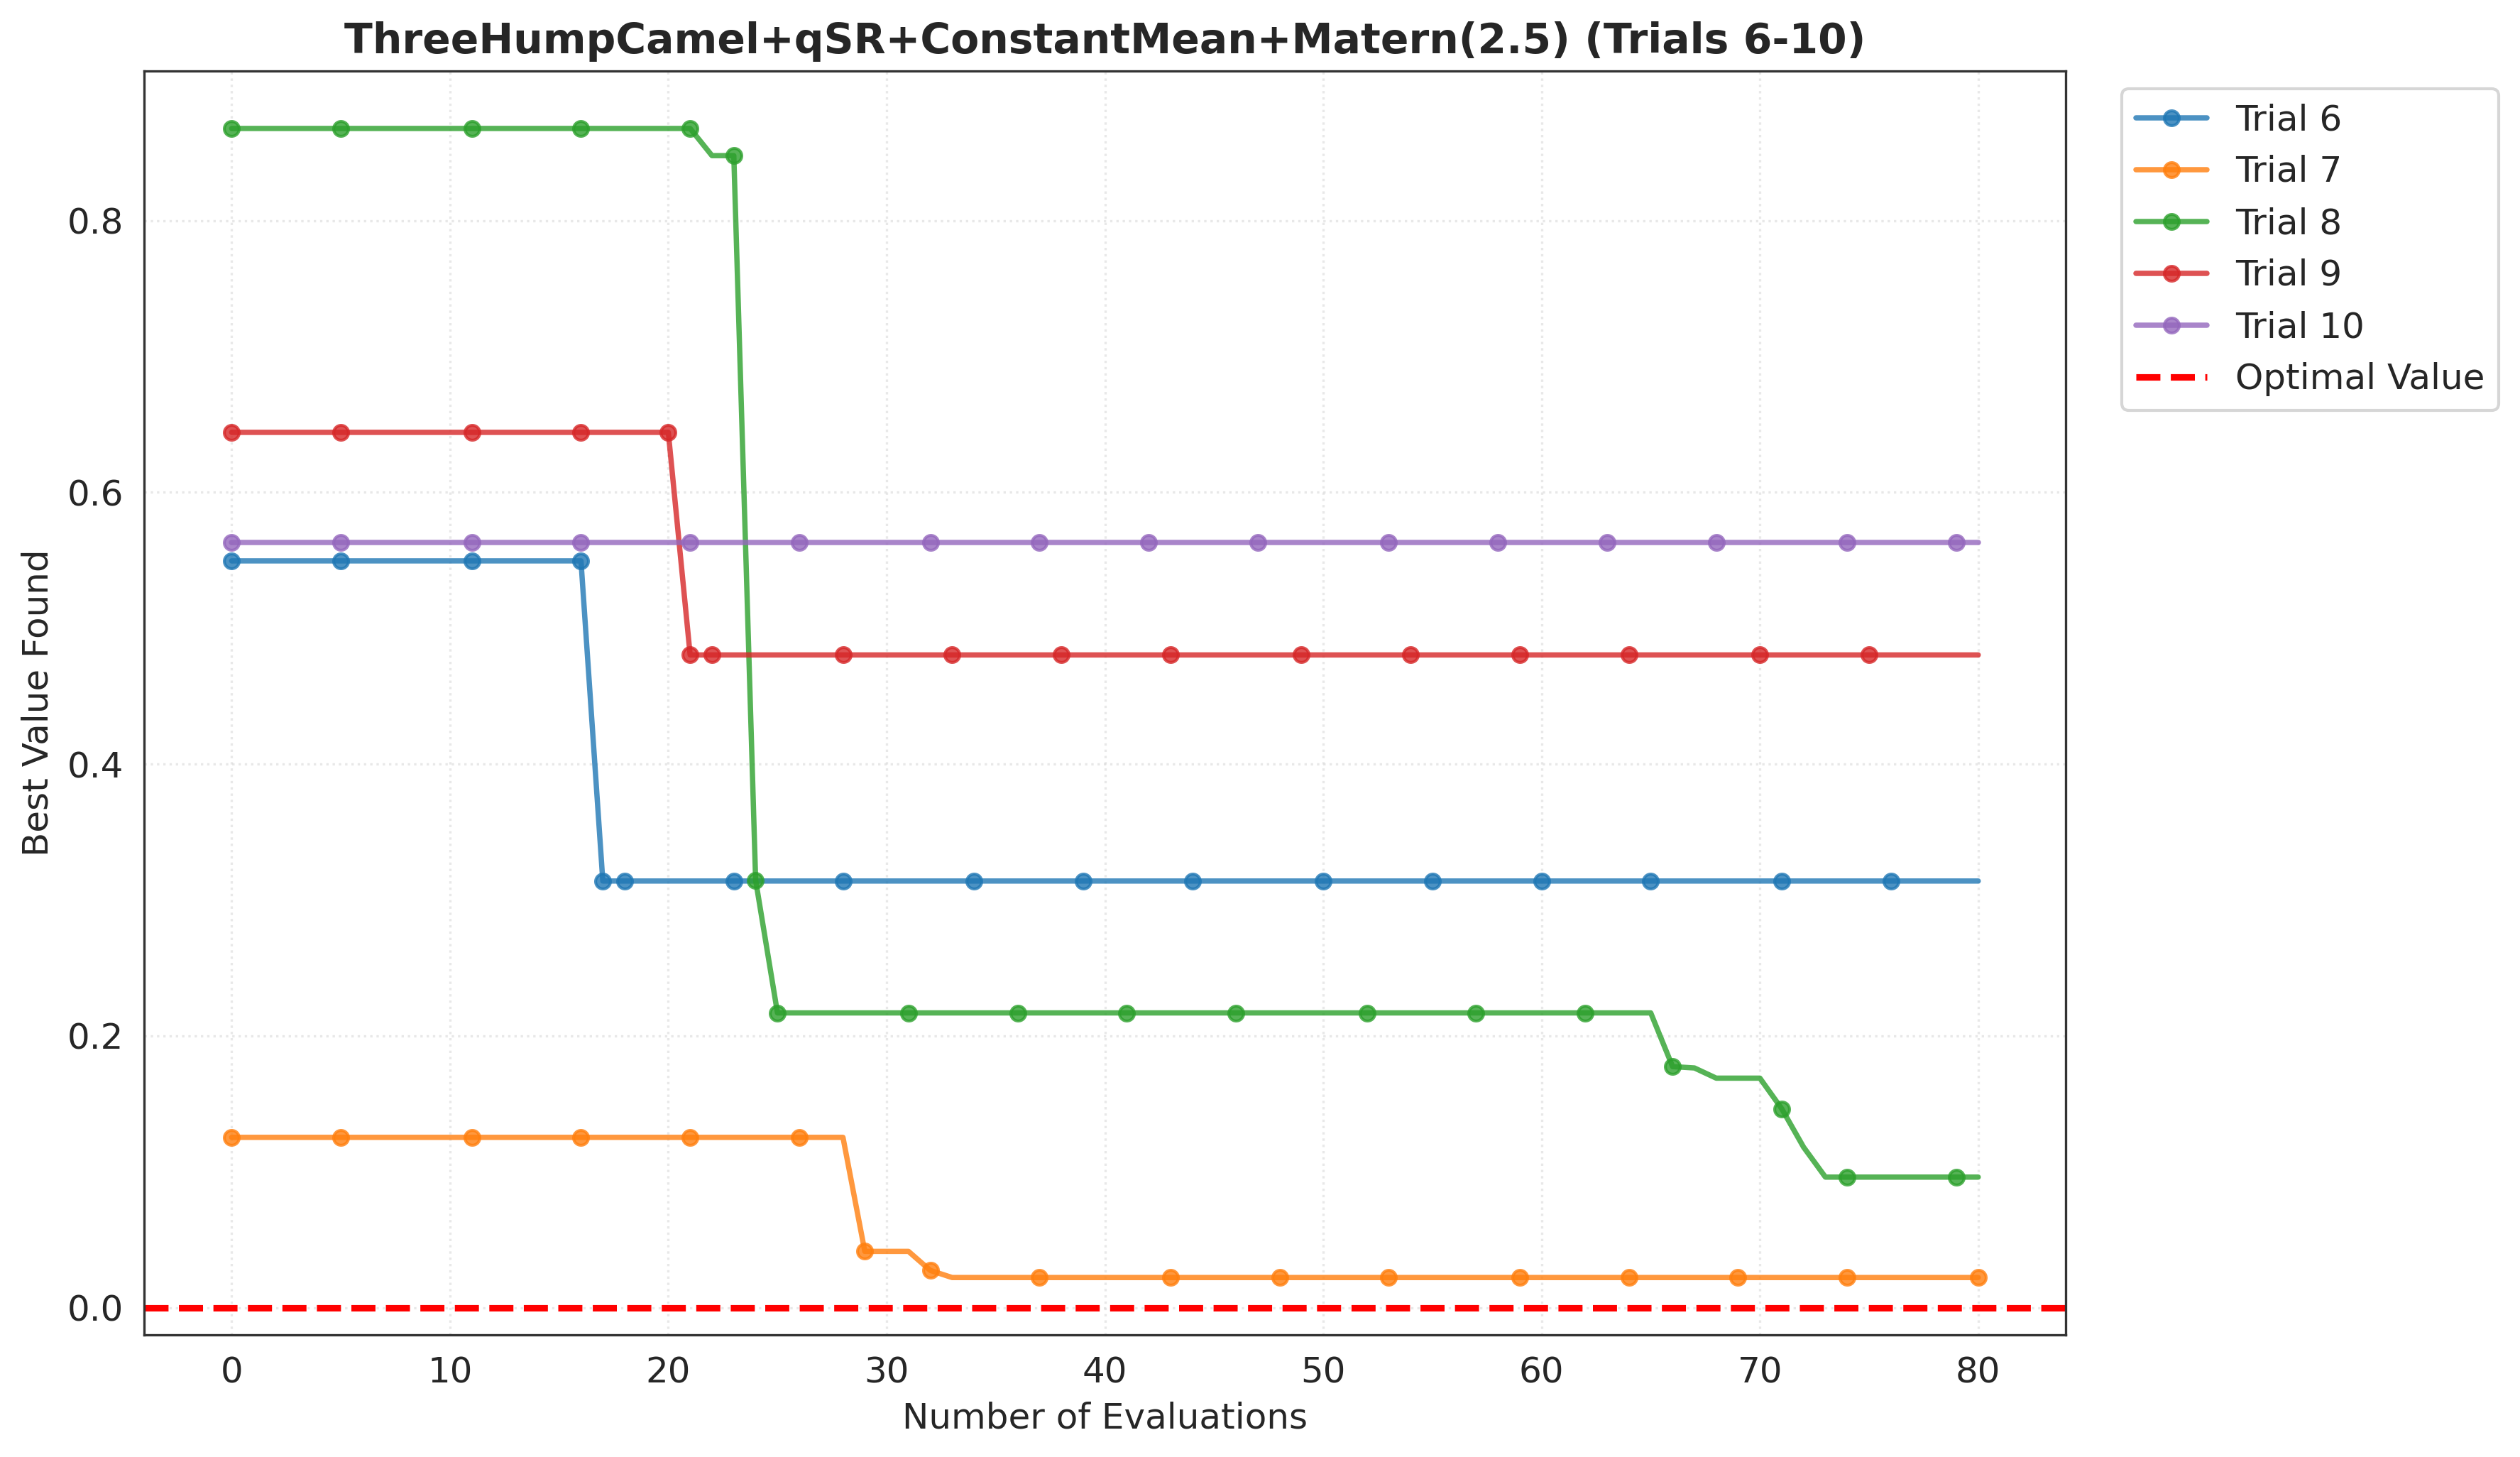 ThreeHumpCamel+qSR+ConstantMean+Matern(2.5) (Trials 6-10)
Trial 6
Trial 7
Trial 8
Trial 9
Trial 10
Optimal Value
Best Value Found
0.8
0.6
0.4
0.2
0.0
0 10 20 30 40 50 60 70 80
Number of Evaluations